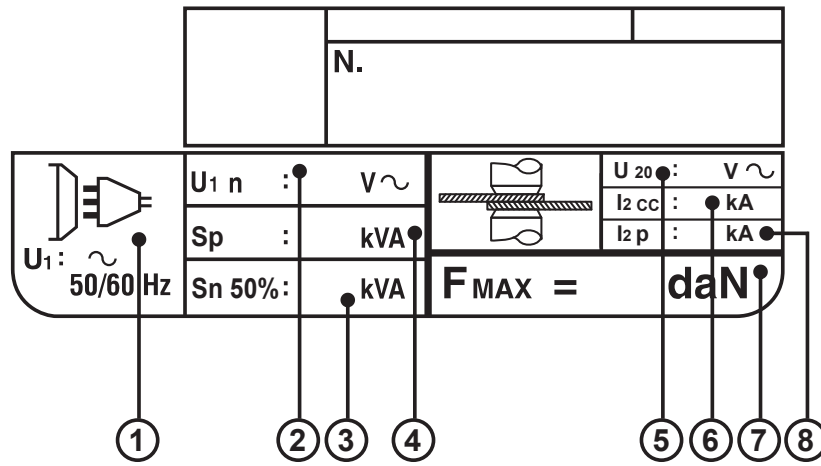 N.
U1 n : V~
Sp : kVA
Sn 50%: kVA
U1: ~
50/60 Hz
U 20 : V~
I2 CC : kA
I2 p : kA
FMAX = daN
1 2 3 4 5 6 7 8